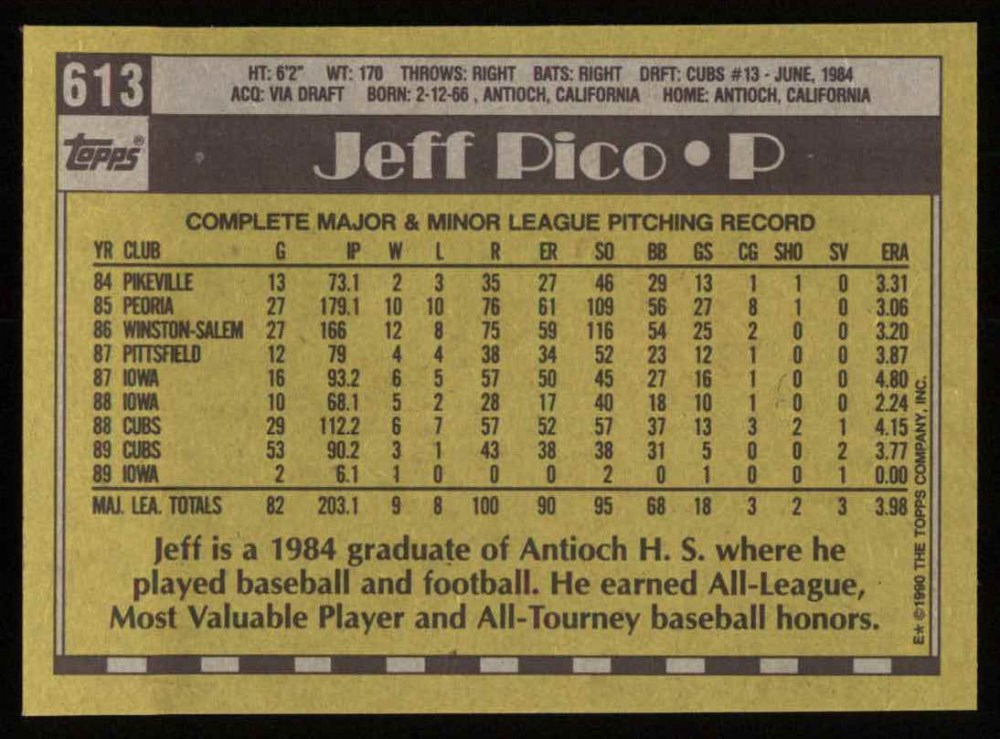 613
HT: 6'2" WT: 170 THROWS: RIGHT BATS: RIGHT DRFT: CUBS #13 - JUNE, 1984
ACQ: VIA DRAFT BORN: 2-12-66 , ANTIOCH, CALIFORNIA HOME: ANTIOCH, CALIFORNIA
TOPPS®
Jeff Pico • P
COMPLETE MAJOR & MINOR LEAGUE PITCHING RECORD
YR CLUB G IP W L R ER SO BB GS CG SHO SV ERA
84 PIKEVILLE 13 73.1 2 3 35 27 46 29 13 1 1 0 3.31
85 PEORIA 27 179.1 10 10 76 61 109 56 27 8 1 0 3.06
86 WINSTON-SALEM 27 166 12 8 75 59 116 54 25 2 0 0 3.20
87 PITTSFIELD 12 79 4 4 38 34 52 23 12 1 0 0 3.87
87 IOWA 16 93.2 6 5 57 50 45 27 16 1 0 0 4.80
88 IOWA 10 68.1 5 2 28 17 40 18 10 1 0 0 2.24
88 CUBS 29 112.2 6 7 57 52 57 37 13 3 2 1 4.15
89 CUBS 53 90.2 3 1 43 38 38 31 5 0 0 2 3.77
89 IOWA 2 6.1 1 0 0 0 2 0 1 0 0 1 0.00
MAJ. LEA. TOTALS 82 203.1 9 8 100 90 95 68 18 3 2 3 3.98
Jeff is a 1984 graduate of Antioch H. S. where he
played baseball and football. He earned All-League,
Most Valuable Player and All-Tourney baseball honors.
E* ©1990 THE TOPPS COMPANY, INC.